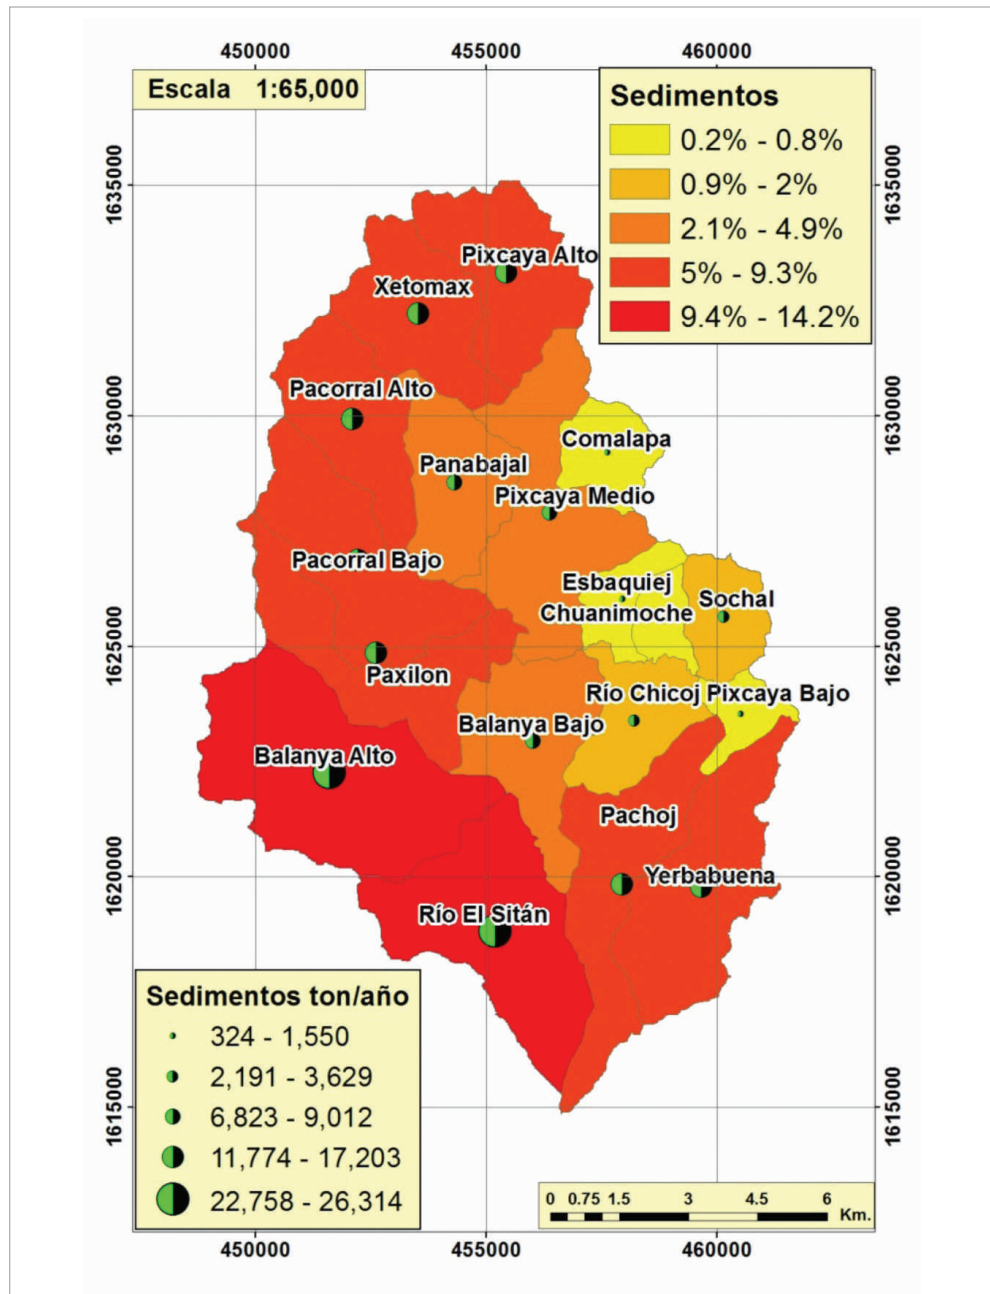 450000 455000 460000
Escala 1:65,000
Sedimentos
0.2% - 0.8%
0.9% - 2%
2.1% - 4.9%
5% - 9.3%
9.4% - 14.2%
1635000 1635000
Pixcaya Alto
Xetomax
Pacorral Alto
1630000 1630000
Comalapa
Panabajal
Pixcaya Medio
Pacorral Bajo
Esbaquiej
Chuanimoche
Sochal
1625000 1625000
Paxilon
Río Chicoj Pixcaya Bajo
Balanya Bajo
Balanya Alto
Pachoj
1620000 1620000
Yerbabuena
Río El Sitán
Sedimentos ton/año
324 - 1,550
2,191 - 3,629
6,823 - 9,012
11,774 - 17,203
22,758 - 26,314
1615000 1615000
0 0.75 1.5 3 4.5 6
Km.
450000 455000 460000